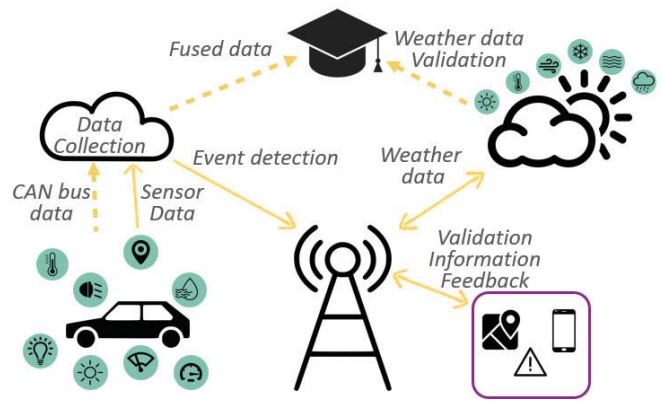 Fused data
Weather data
Validation
Data
Collection
Event detection
Weather
data
CAN bus
data
Sensor
Data
Validation
Information
Feedback